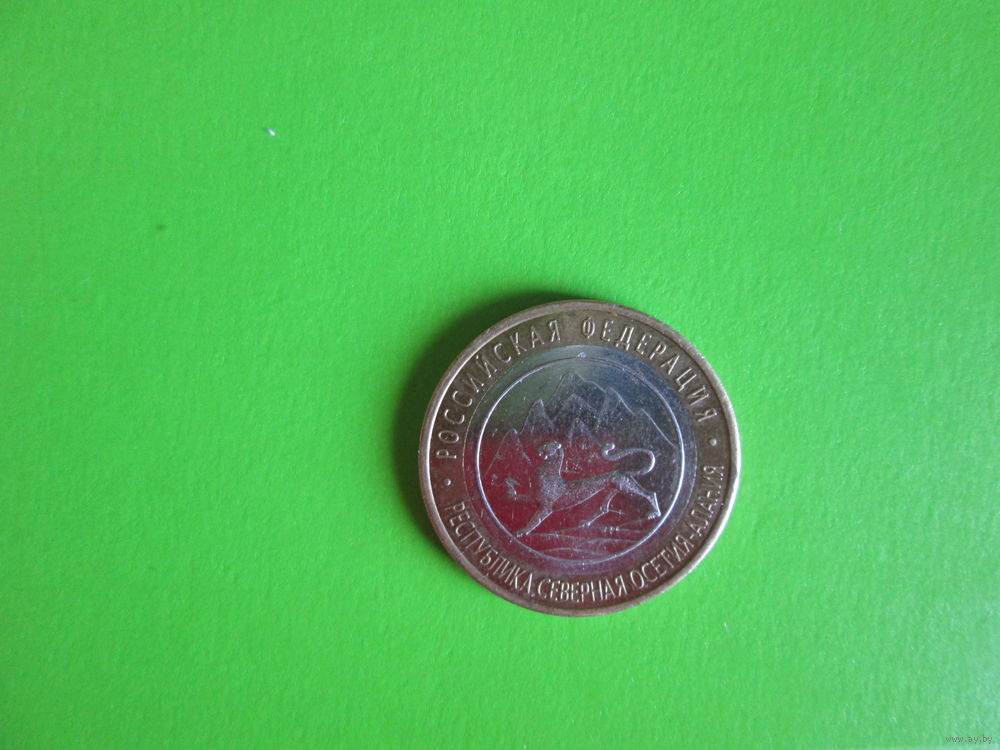 РОССИЙСКАЯ ФЕДЕРАЦИЯ
РЕСПУБЛИКА СЕВЕРНАЯ ОСЕТИЯ-АЛАНИЯ
www.ay.by